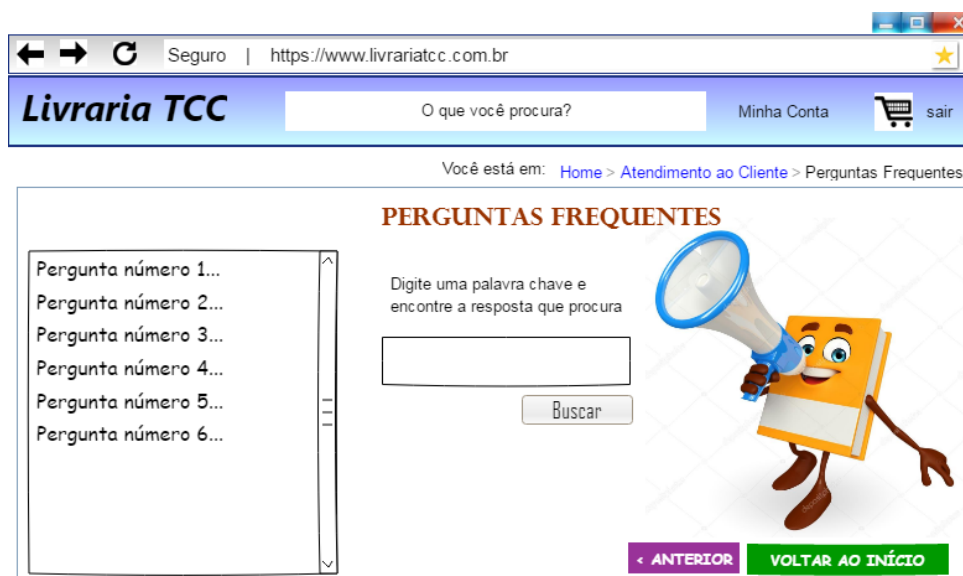 Seguro | https://www.livrariatcc.com.br
Livraria TCC
O que você procura?
Minha Conta
sair
Você está em: Home > Atendimento ao Cliente > Perguntas Frequentes
PERGUNTAS FREQUENTES
Pergunta número 1...
Pergunta número 2...
Pergunta número 3...
Pergunta número 4...
Pergunta número 5...
Pergunta número 6...
Digite uma palavra chave e
encontre a resposta que procura
Buscar
< ANTERIOR
VOLTAR AO INÍCIO